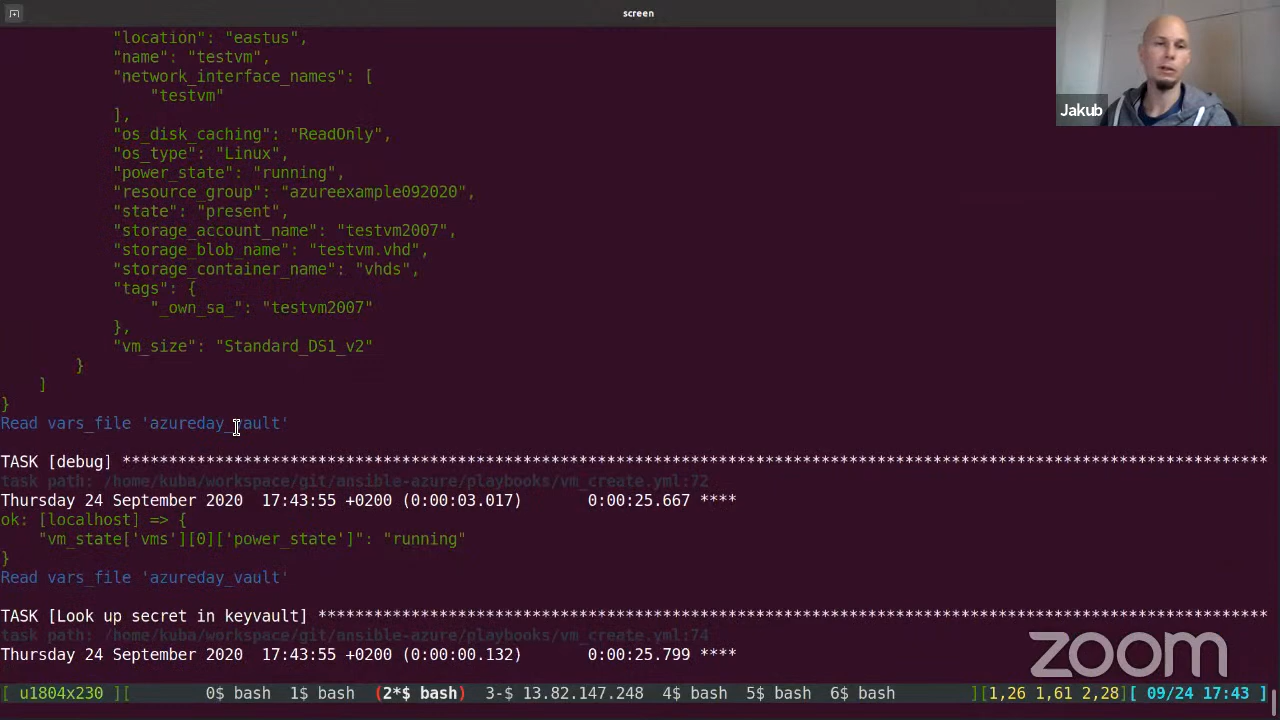 screen
"location": "eastus",
"name": "testvm",
"network_interface_names": [
"testvm"
],
"os_disk_caching": "ReadOnly",
"os_type": "Linux",
"power_state": "running",
"resource_group": "azureexample092020",
"state": "present",
"storage_account_name": "testvm2007",
"storage_blob_name": "testvm.vhd",
"storage_container_name": "vhds",
"tags": {
"_own_sa_": "testvm2007"
},
"vm_size": "Standard_DS1_v2"
}
]
}
Read vars_file 'azureday_vault'
TASK [debug] **************************************************************************************************************************
task path: /home/kuba/workspace/git/ansible-azure/playbooks/vm_create.yml:72
Thursday 24 September 2020  17:43:55 +0200 (0:00:03.017)       0:00:25.667 ****
ok: [localhost] => {
"vm_state['vms'][0]['power_state']": "running"
}
Read vars_file 'azureday_vault'
TASK [Look up secret in keyvault] *****************************************************************************************************
task path: /home/kuba/workspace/git/ansible-azure/playbooks/vm_create.yml:74
Thursday 24 September 2020  17:43:55 +0200 (0:00:00.132)       0:00:25.799 ****
[ u1804x230 ][        0$ bash  1$ bash  (2*$ bash)  3-$ 13.82.147.248  4$ bash  5$ bash  6$ bash        ][1,26 1,61 2,28][ 09/24 17:43 ]
Jakub
zoom